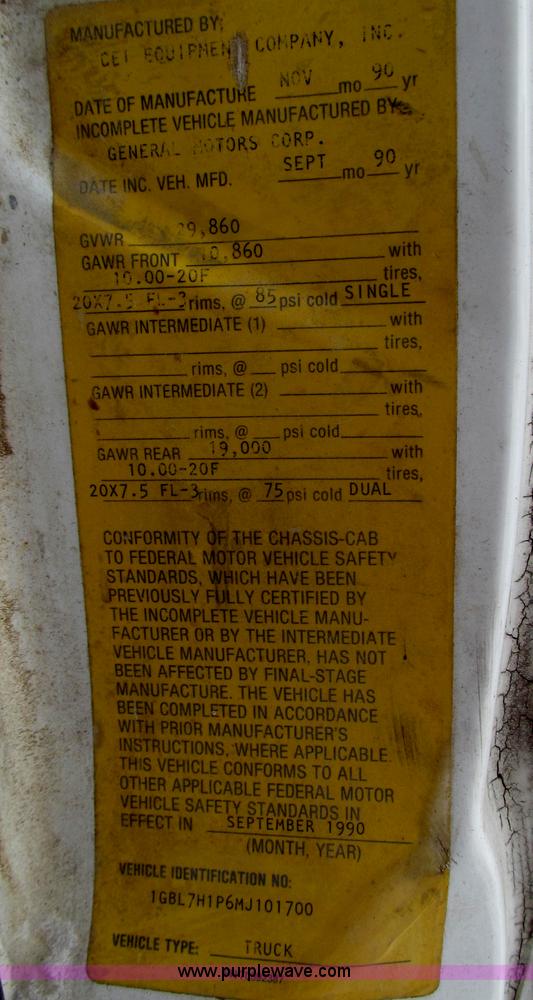 MANUFACTURED BY:
CEI EQUIPMENT COMPANY, INC.
DATE OF MANUFACTURE NOV mo 90 yr
INCOMPLETE VEHICLE MANUFACTURED BY
GENERAL MOTORS CORP.
DATE INC. VEH. MFD. SEPT mo 90 yr
GVWR 29,860
GAWR FRONT 10,860 with
10.00-20F tires,
20X7.5 FL-3 rims, @ 85 psi cold SINGLE
GAWR INTERMEDIATE (1) with
tires,
rims, @ psi cold
GAWR INTERMEDIATE (2) with
tires,
rims, @ psi cold
GAWR REAR 19,000 with
10.00-20F tires,
20X7.5 FL-3 rims, @ 75 psi cold DUAL
CONFORMITY OF THE CHASSIS-CAB
TO FEDERAL MOTOR VEHICLE SAFETY
STANDARDS, WHICH HAVE BEEN
PREVIOUSLY FULLY CERTIFIED BY
THE INCOMPLETE VEHICLE MANU-
FACTURER OR BY THE INTERMEDIATE
VEHICLE MANUFACTURER, HAS NOT
BEEN AFFECTED BY FINAL-STAGE
MANUFACTURE. THE VEHICLE HAS
BEEN COMPLETED IN ACCORDANCE
WITH PRIOR MANUFACTURER'S
INSTRUCTIONS, WHERE APPLICABLE.
THIS VEHICLE CONFORMS TO ALL
OTHER APPLICABLE FEDERAL MOTOR
VEHICLE SAFETY STANDARDS IN
EFFECT IN SEPTEMBER 1990
(MONTH, YEAR)
VEHICLE IDENTIFICATION NO:
1GBL7H1P6MJ101700
VEHICLE TYPE: TRUCK
www.purplewave.com